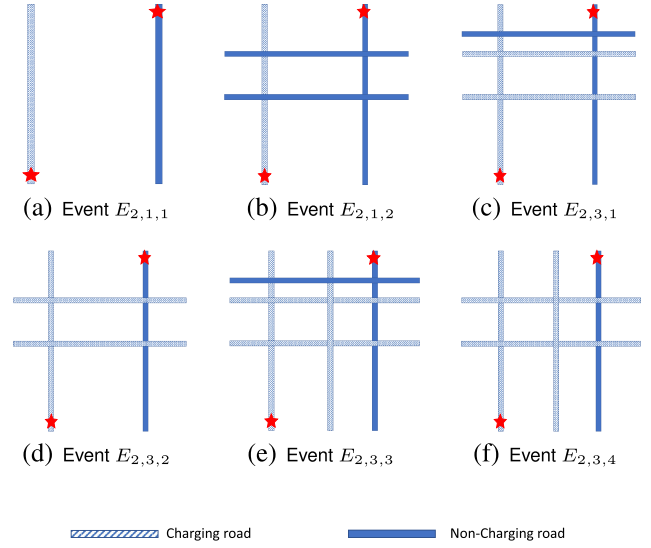 (a) Event E2,1,1
(b) Event E2,1,2
(c) Event E2,3,1
(d) Event E2,3,2
(e) Event E2,3,3
(f) Event E2,3,4
Charging road
Non-Charging road